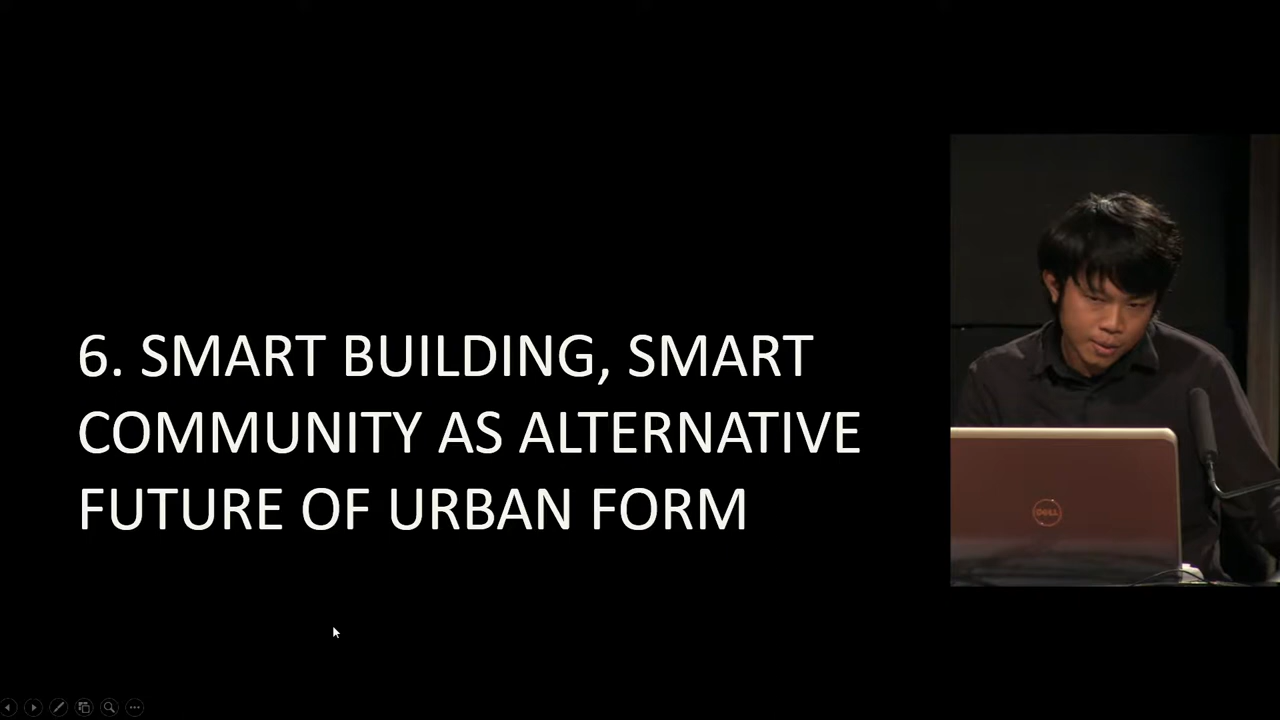 6. SMART BUILDING, SMART
COMMUNITY AS ALTERNATIVE
FUTURE OF URBAN FORM
DELL